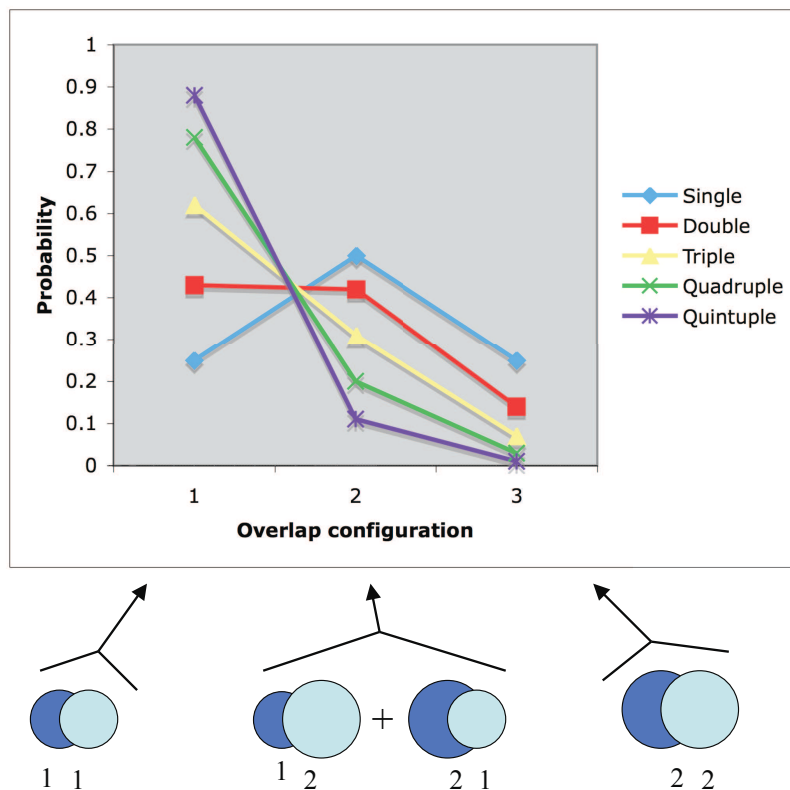 1
0.9
0.8
0.7
0.6
0.5
0.4
0.3
0.2
0.1
0
Probability
1 2 3
Overlap configuration
Single
Double
Triple
Quadruple
Quintuple
+
1 1 1 2 2 1 2 2